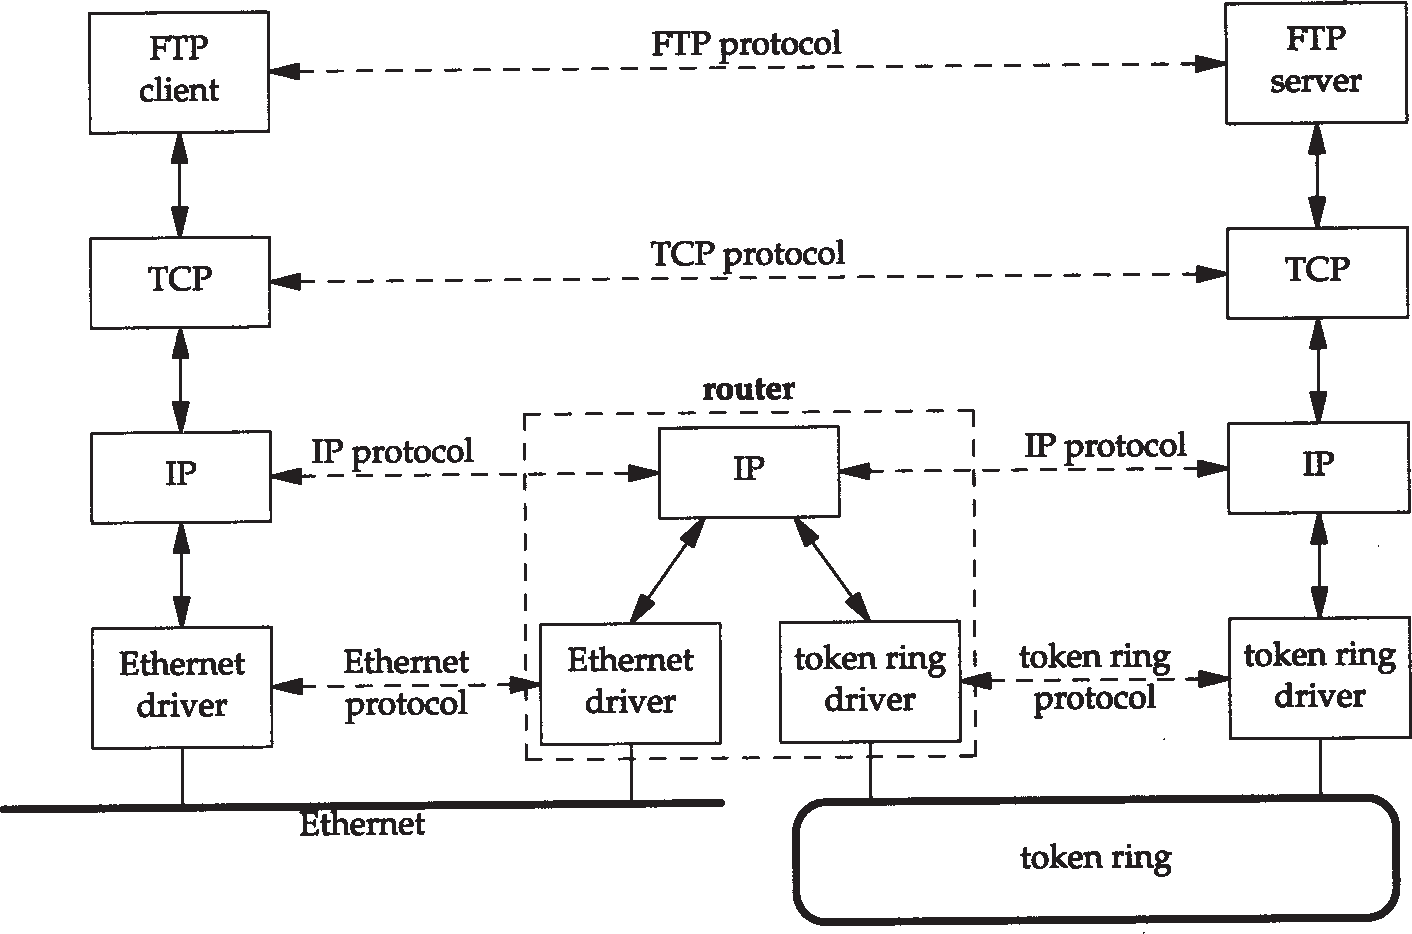 FTP
client
FTP protocol
FTP
server
TCP
TCP protocol
TCP
router
IP
IP protocol
IP
IP protocol
IP
Ethernet
driver
Ethernet
protocol
Ethernet
driver
token ring
driver
token ring
protocol
token ring
driver
Ethernet
token ring